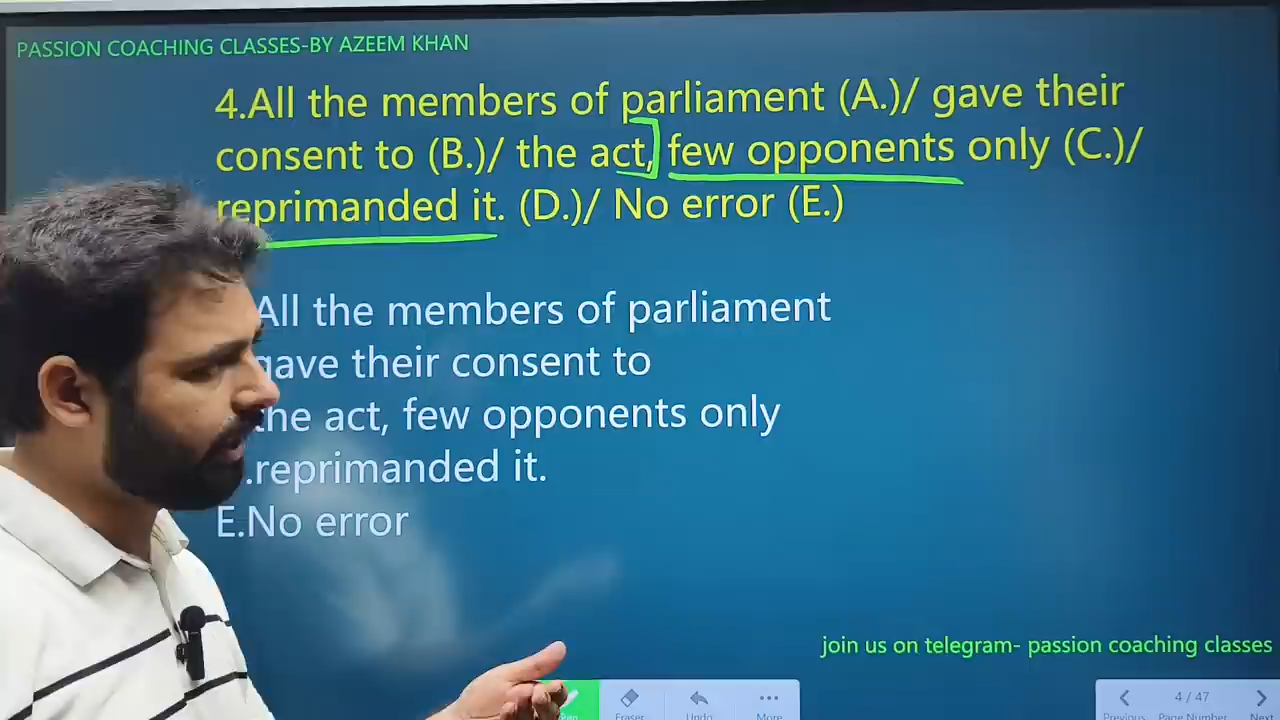 PASSION COACHING CLASSES-BY AZEEM KHAN
4.All the members of parliament (A.)/ gave their
consent to (B.)/ the act, few opponents only (C.)/
reprimanded it. (D.)/ No error (E.)
All the members of parliament
gave their consent to
the act, few opponents only
.reprimanded it.
E.No error
join us on telegram- passion coaching classes
Eraser
Undo
More
4 / 47
Previous
Page Number
Next